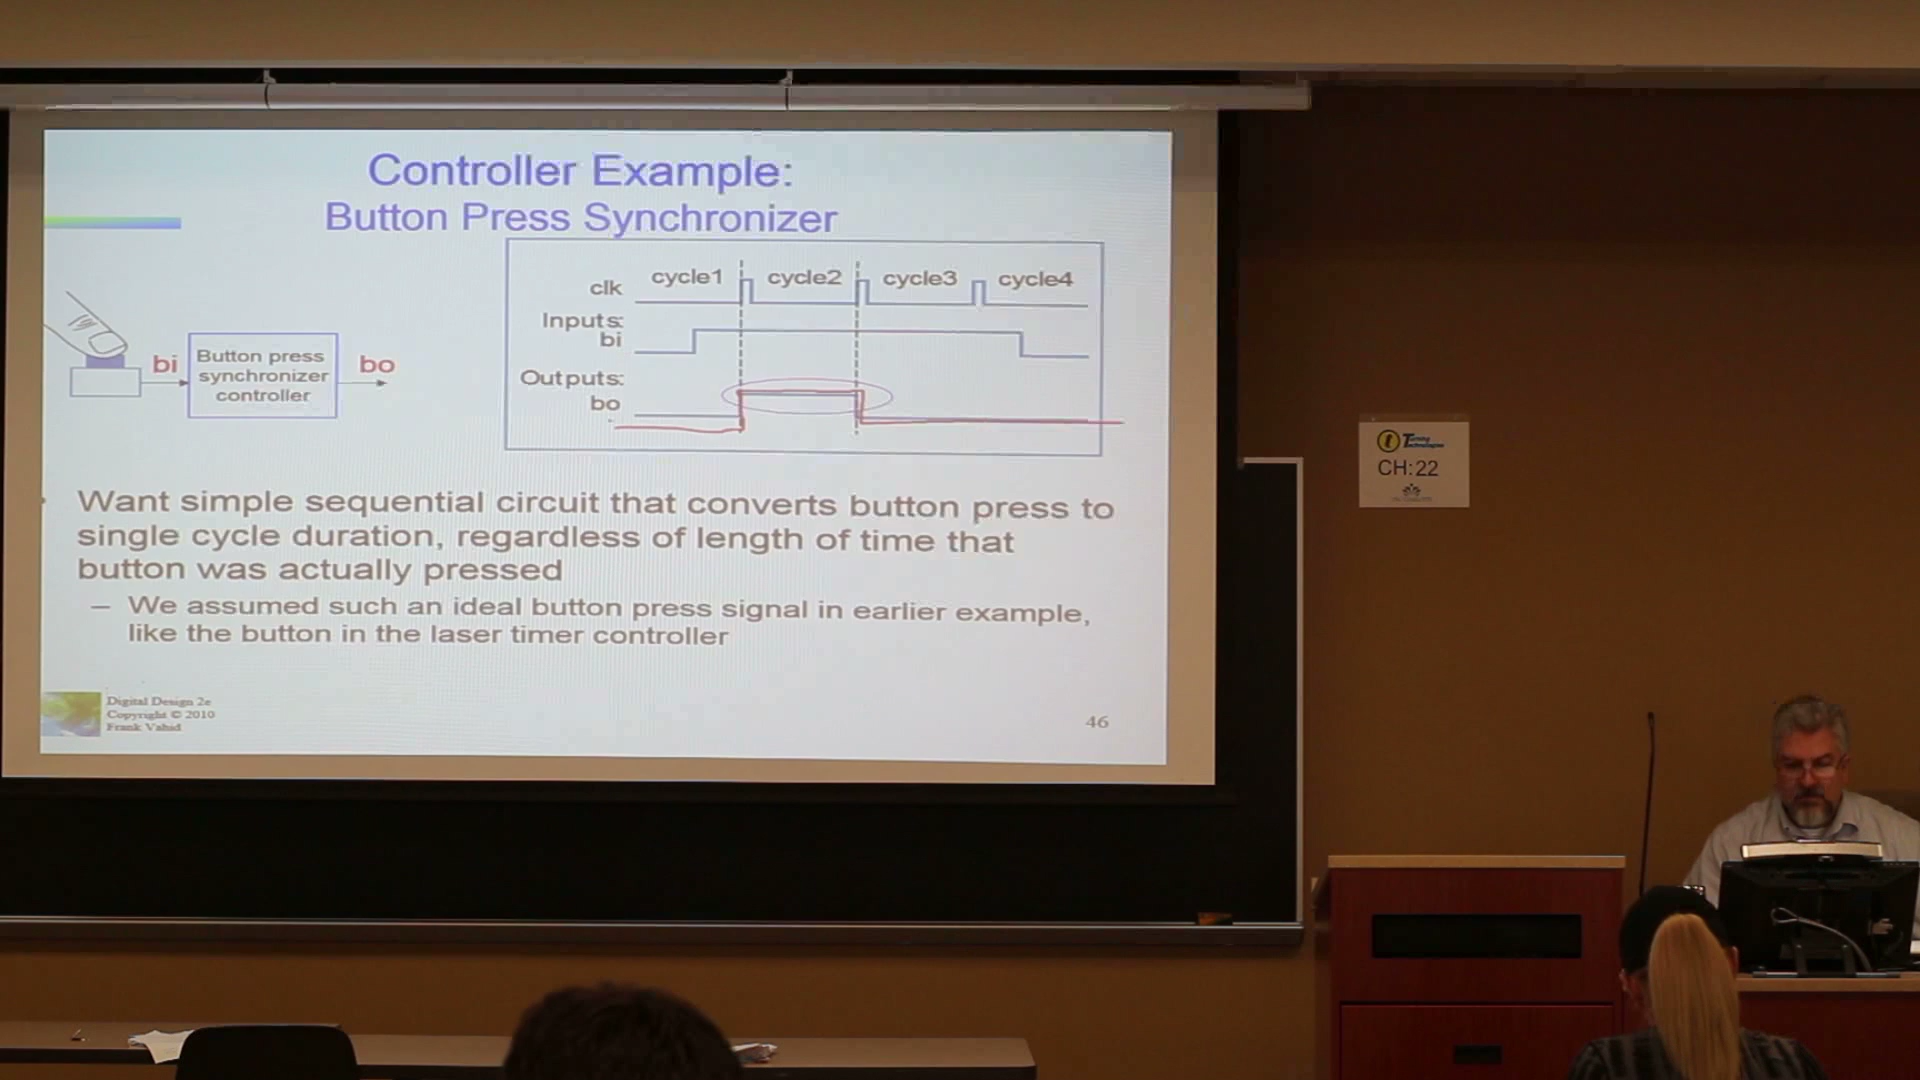 Controller Example:
Button Press Synchronizer
cycle1 cycle2 cycle3 cycle4
clk
Inputs:
bi
Outputs:
bo
bi
Button press
synchronizer
controller
bo
Want simple sequential circuit that converts button press to
single cycle duration, regardless of length of time that
button was actually pressed
– We assumed such an ideal button press signal in earlier example,
like the button in the laser timer controller
Digital Design 2e
Copyright © 2010
Frank Vahid
46
Turning
Technologies
CH:22